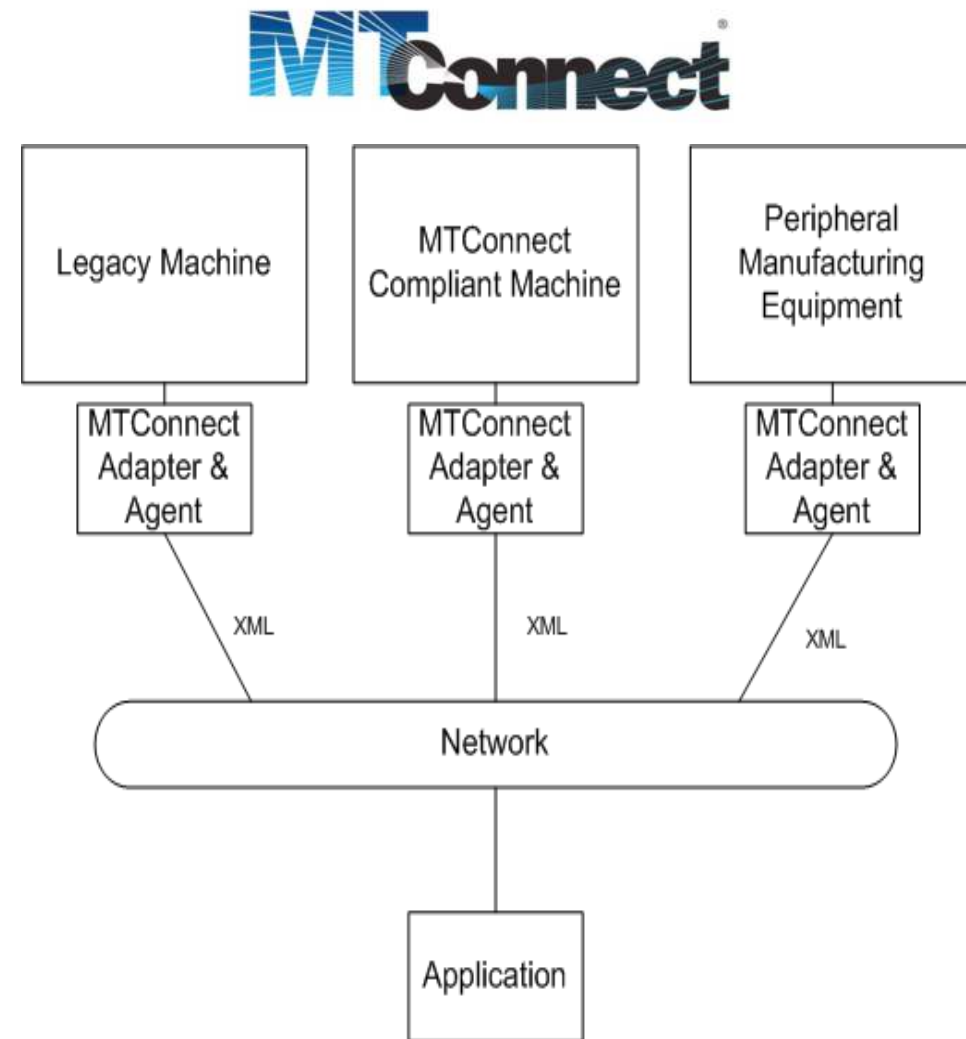 MTConnect®
Legacy Machine
MTConnect
Compliant Machine
Peripheral
Manufacturing
Equipment
MTConnect
Adapter &
Agent
MTConnect
Adapter &
Agent
MTConnect
Adapter &
Agent
XML
XML
XML
Network
Application